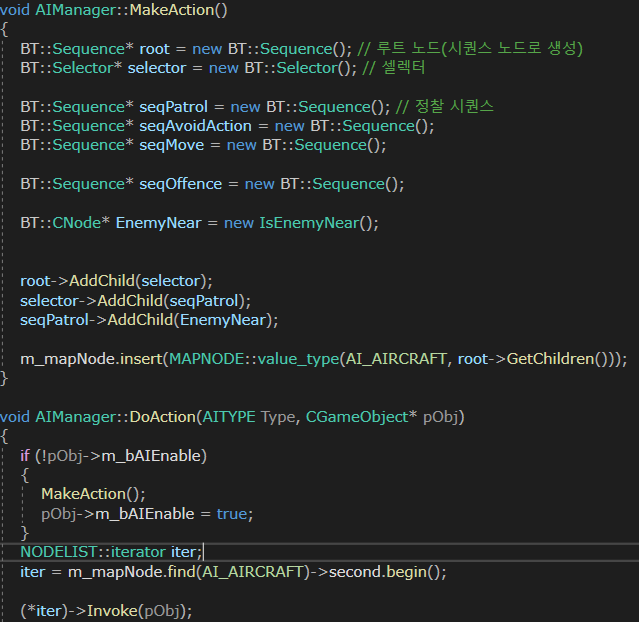 void AIManager::MakeAction()
{
BT::Sequence* root = new BT::Sequence(); // 루트 노드(시퀀스 노드로 생성)
BT::Selector* selector = new BT::Selector(); // 셀렉터
BT::Sequence* seqPatrol = new BT::Sequence(); // 정찰 시퀀스
BT::Sequence* seqAvoidAction = new BT::Sequence();
BT::Sequence* seqMove = new BT::Sequence();
BT::Sequence* seqOffence = new BT::Sequence();
BT::CNode* EnemyNear = new IsEnemyNear();
root->AddChild(selector);
selector->AddChild(seqPatrol);
seqPatrol->AddChild(EnemyNear);
m_mapNode.insert(MAPNODE::value_type(AI_AIRCRAFT, root->GetChildren()));
}
void AIManager::DoAction(AITYPE Type, CGameObject* pObj)
{
if (!pObj->m_bAIEnable)
{
MakeAction();
pObj->m_bAIEnable = true;
}
NODELIST::iterator iter;
iter = m_mapNode.find(AI_AIRCRAFT)->second.begin();
(*iter)->Invoke(pObj);